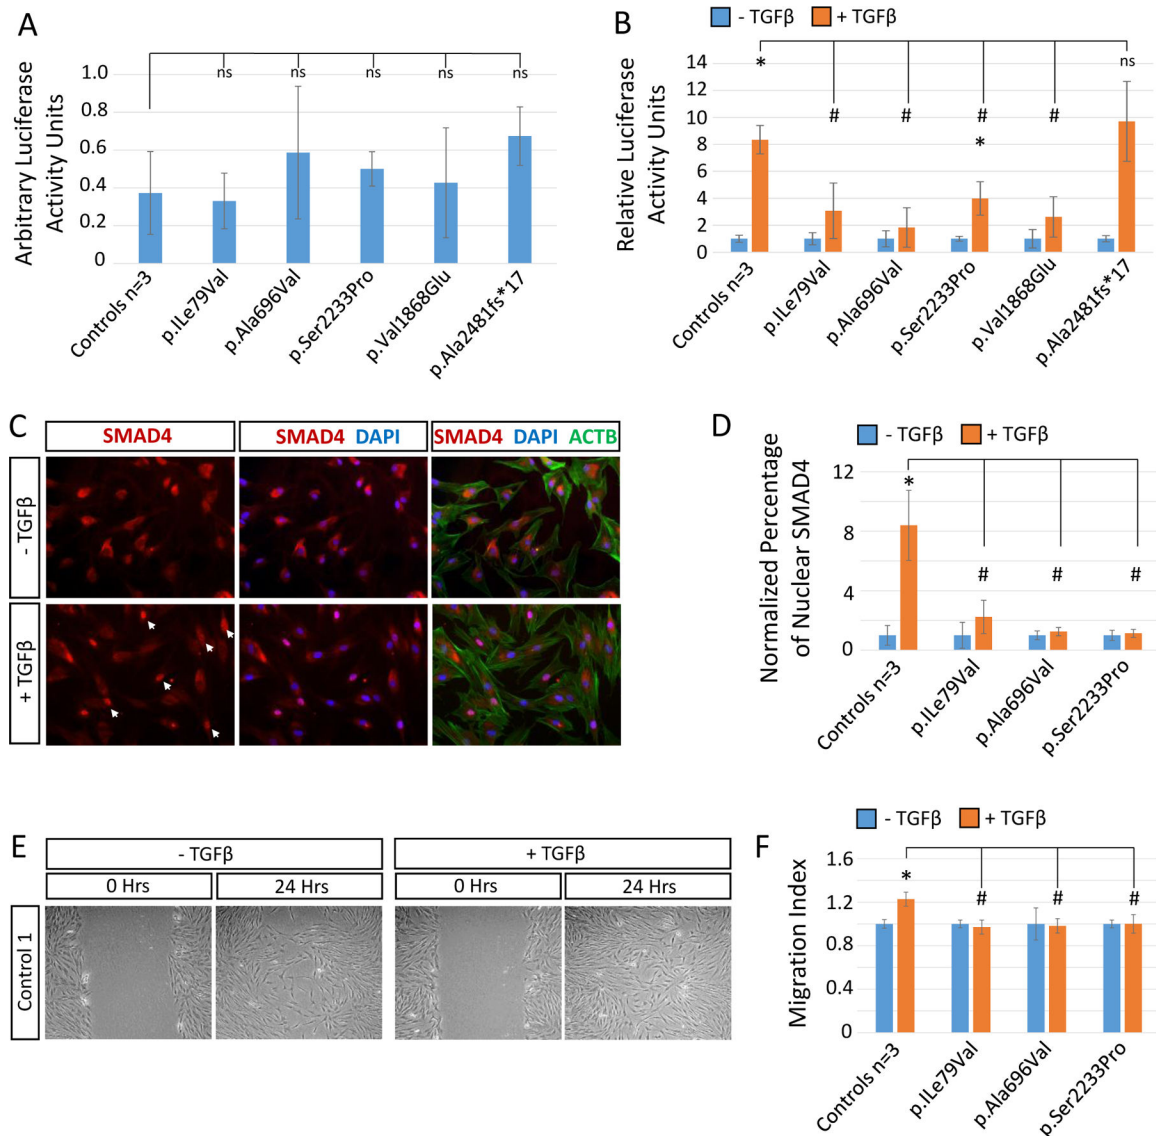 A
Arbitrary Luciferase
Activity Units
ns ns ns ns ns
1.0
0.8
0.6
0.4
0.2
0
Controls n=3
p.ILe79Val
p.Ala696Val
p.Ser2233Pro
p.Val1868Glu
p.Ala2481fs*17
B
- TGFβ + TGFβ
Relative Luciferase
Activity Units
14
12
10
8
6
4
2
0
* # # # # ns
*
Controls n=3
p.ILe79Val
p.Ala696Val
p.Ser2233Pro
p.Val1868Glu
p.Ala2481fs*17
C
SMAD4
SMAD4 DAPI
SMAD4 DAPI ACTB
- TGFβ
+ TGFβ
D
- TGFβ + TGFβ
Normalized Percentage
of Nuclear SMAD4
12
8
4
0
* # # #
Controls n=3
p.ILe79Val
p.Ala696Val
p.Ser2233Pro
E
- TGFβ
+ TGFβ
0 Hrs
24 Hrs
0 Hrs
24 Hrs
Control 1
F
- TGFβ + TGFβ
Migration Index
1.6
1.2
0.8
0.4
0
* # # #
Controls n=3
p.ILe79Val
p.Ala696Val
p.Ser2233Pro